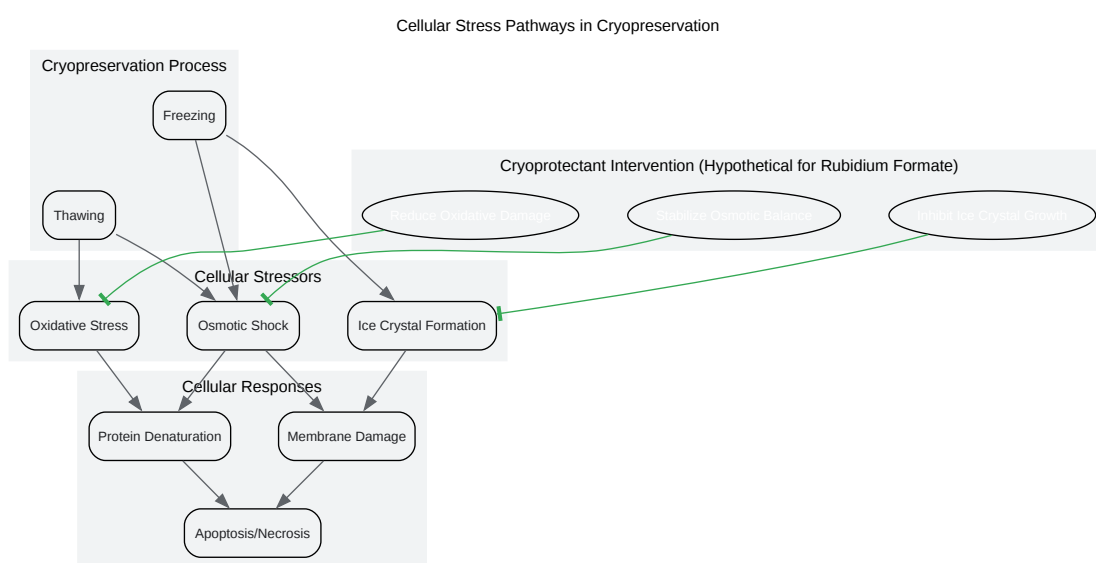 Cellular Stress Pathways in Cryopreservation
Cryopreservation Process
Freezing
Thawing
Cryoprotectant Intervention (Hypothetical for Rubidium Formate)
Reduce Oxidative Damage
Stabilize Osmotic Balance
Inhibit Ice Crystal Growth
Cellular Stressors
Oxidative Stress
Osmotic Shock
Ice Crystal Formation
Cellular Responses
Protein Denaturation
Membrane Damage
Apoptosis/Necrosis